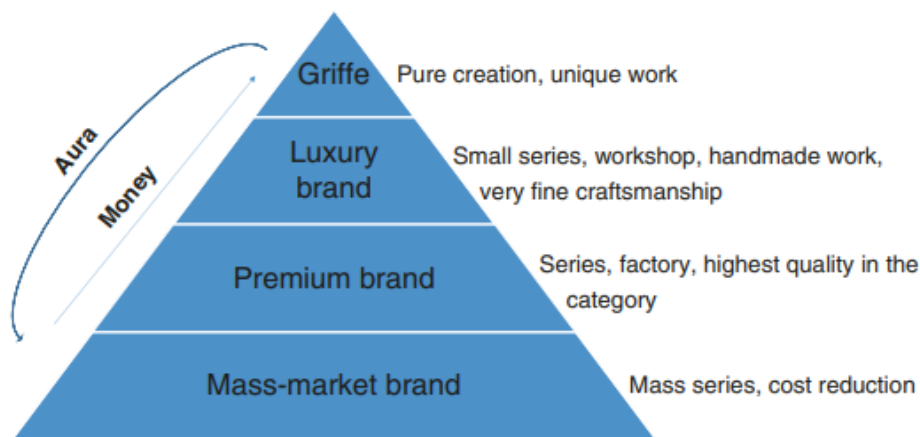 Griffe
Pure creation, unique work
Aura
Money
Luxury
brand
Small series, workshop, handmade work,
very fine craftsmanship
Premium brand
Series, factory, highest quality in the
category
Mass-market brand
Mass series, cost reduction